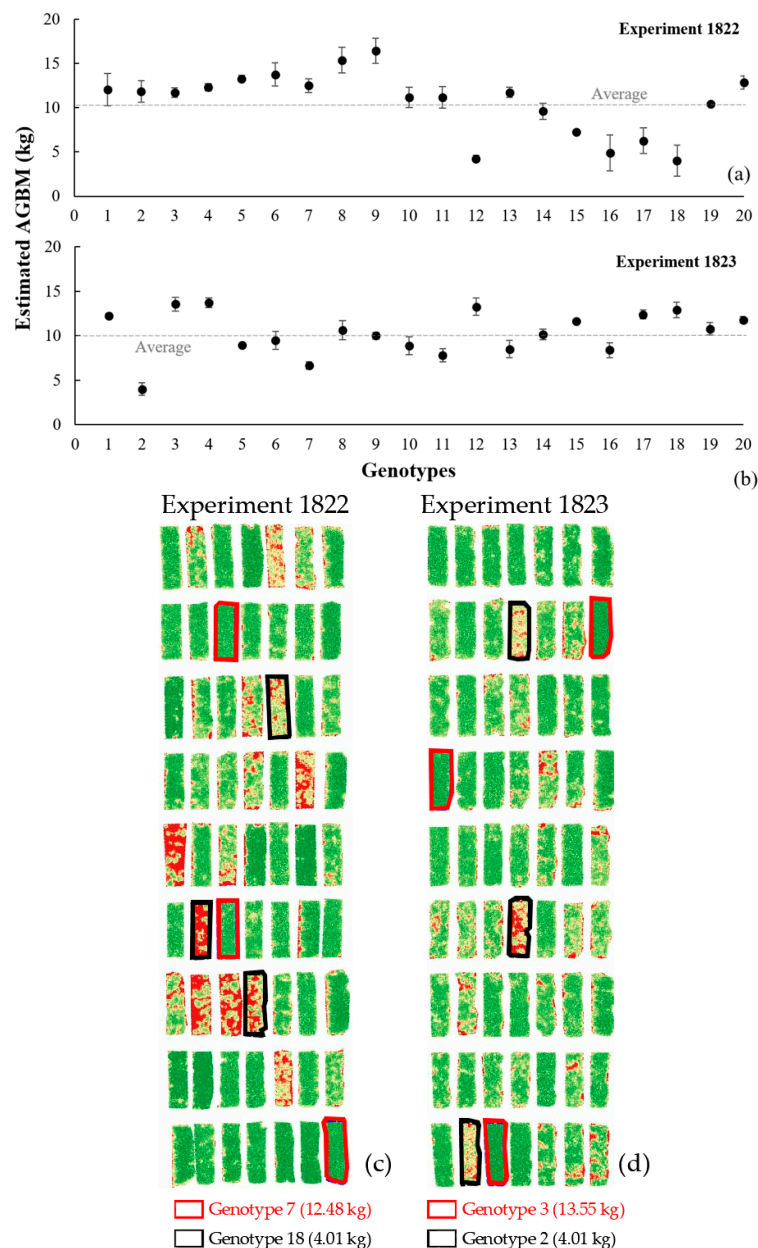 Estimated AGBM (kg)
20
15
10
5
0
Experiment 1822
Average
(a)
0 1 2 3 4 5 6 7 8 9 10 11 12 13 14 15 16 17 18 19 20
20
15
10
5
0
Experiment 1823
Average
0 1 2 3 4 5 6 7 8 9 10 11 12 13 14 15 16 17 18 19 20
Genotypes
(b)
Experiment 1822
Experiment 1823
(c)
(d)
Genotype 7 (12.48 kg)
Genotype 18 (4.01 kg)
Genotype 3 (13.55 kg)
Genotype 2 (4.01 kg)